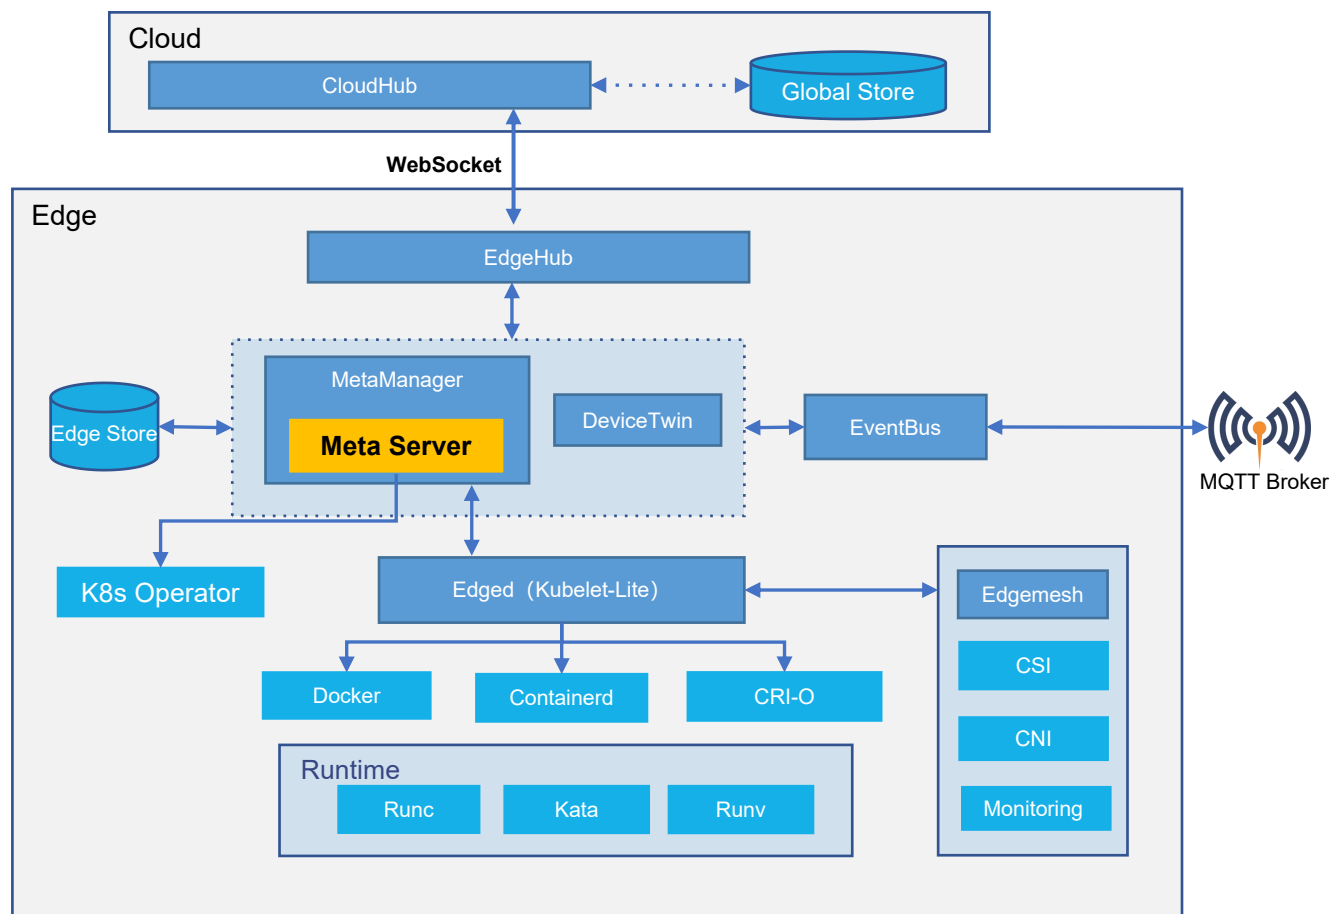 Cloud
CloudHub
Global Store
WebSocket
Edge
EdgeHub
MetaManager
Meta Server
DeviceTwin
Edge Store
EventBus
MQTT Broker
K8s Operator
Edged（Kubelet-Lite）
Edgemesh
CSI
CNI
Monitoring
Docker
Containerd
CRI-O
Runtime
Runc
Kata
Runv